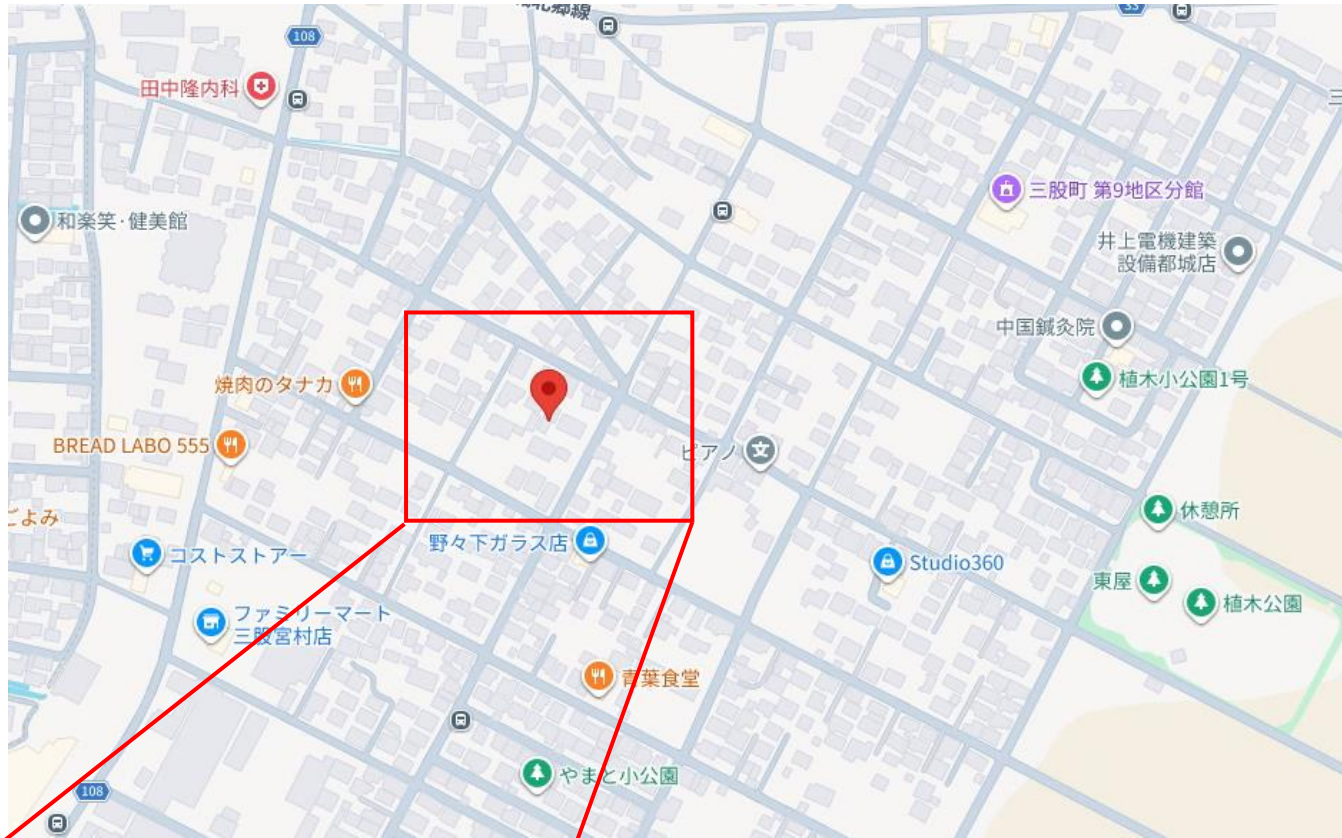 108
田中隆内科
三股町 第9地区分館
和楽笑・健美館
井上電機建築
設備都城店
中国鍼灸院
植木小公園1号
焼肉のタナカ
BREAD LABO 555
ピアノ
休憩所
野々下ガラス店
コストストアー
Studio360
東屋
植木公園
ファミリーマート
三股宮村店
青葉食堂
やまと小公園
108